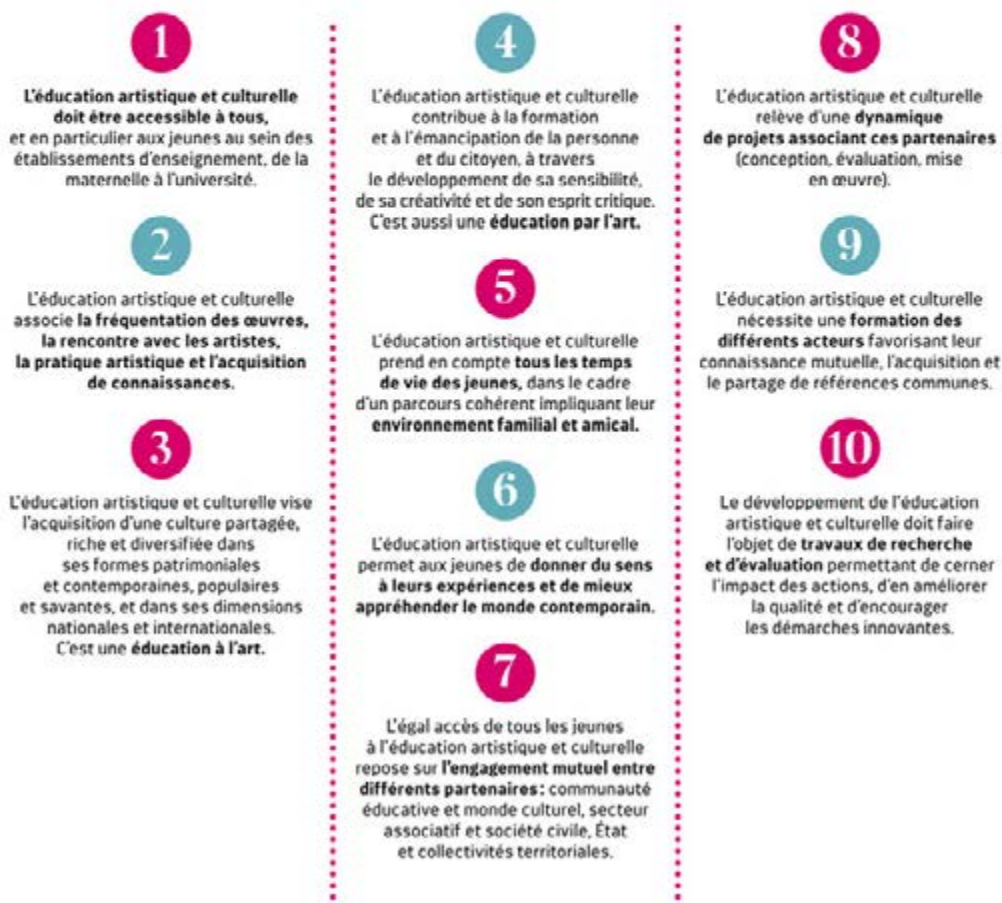 1
L'éducation artistique et culturelle
doit être accessible à tous,
et en particulier aux jeunes au sein des
établissements d'enseignement, de la
maternelle à l'université.
2
L'éducation artistique et culturelle
associe la fréquentation des œuvres,
la rencontre avec les artistes,
la pratique artistique et l'acquisition
de connaissances.
3
L'éducation artistique et culturelle vise
l'acquisition d'une culture partagée,
riche et diversifiée dans
ses formes patrimoniales
et contemporaines, populaires
et savantes, et dans ses dimensions
nationales et internationales.
C'est une éducation à l'art.
4
L'éducation artistique et culturelle
contribue à la formation
et à l'émancipation de la personne
et du citoyen, à travers
le développement de sa sensibilité,
de sa créativité et de son esprit critique.
C'est aussi une éducation par l'art.
5
L'éducation artistique et culturelle
prend en compte tous les temps
de vie des jeunes, dans le cadre
d'un parcours cohérent impliquant leur
environnement familial et amical.
6
L'éducation artistique et culturelle
permet aux jeunes de donner du sens
à leurs expériences et de mieux
appréhender le monde contemporain.
7
L'égal accès de tous les jeunes
à l'éducation artistique et culturelle
repose sur l'engagement mutuel entre
différents partenaires : communauté
éducative et monde culturel, secteur
associatif et société civile, État
et collectivités territoriales.
8
L'éducation artistique et culturelle
relève d'une dynamique
de projets associant ces partenaires
(conception, évaluation, mise
en œuvre).
9
L'éducation artistique et culturelle
nécessite une formation des
différents acteurs favorisant leur
connaissance mutuelle, l'acquisition et
le partage de références communes.
10
Le développement de l'éducation
artistique et culturelle doit faire
l'objet de travaux de recherche
et d'évaluation permettant de cerner
l'impact des actions, d'en améliorer
la qualité et d'encourager
les démarches innovantes.